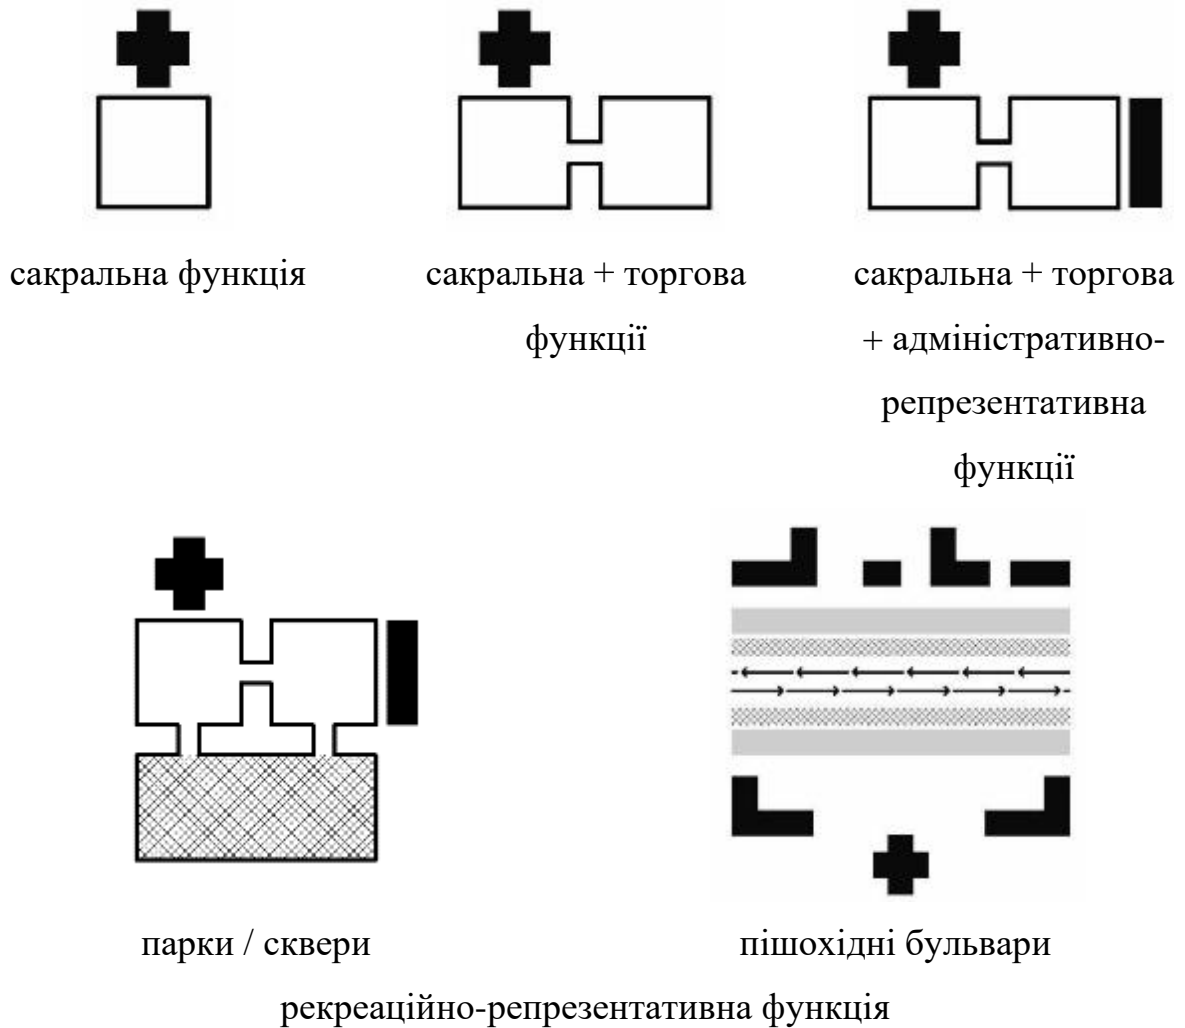 сакральна функція
сакральна + торгова
функції
сакральна + торгова
+ адміністративно-
репрезентативна
функції
парки / сквери
пішохідні бульвари
рекреаційно-репрезентативна функція